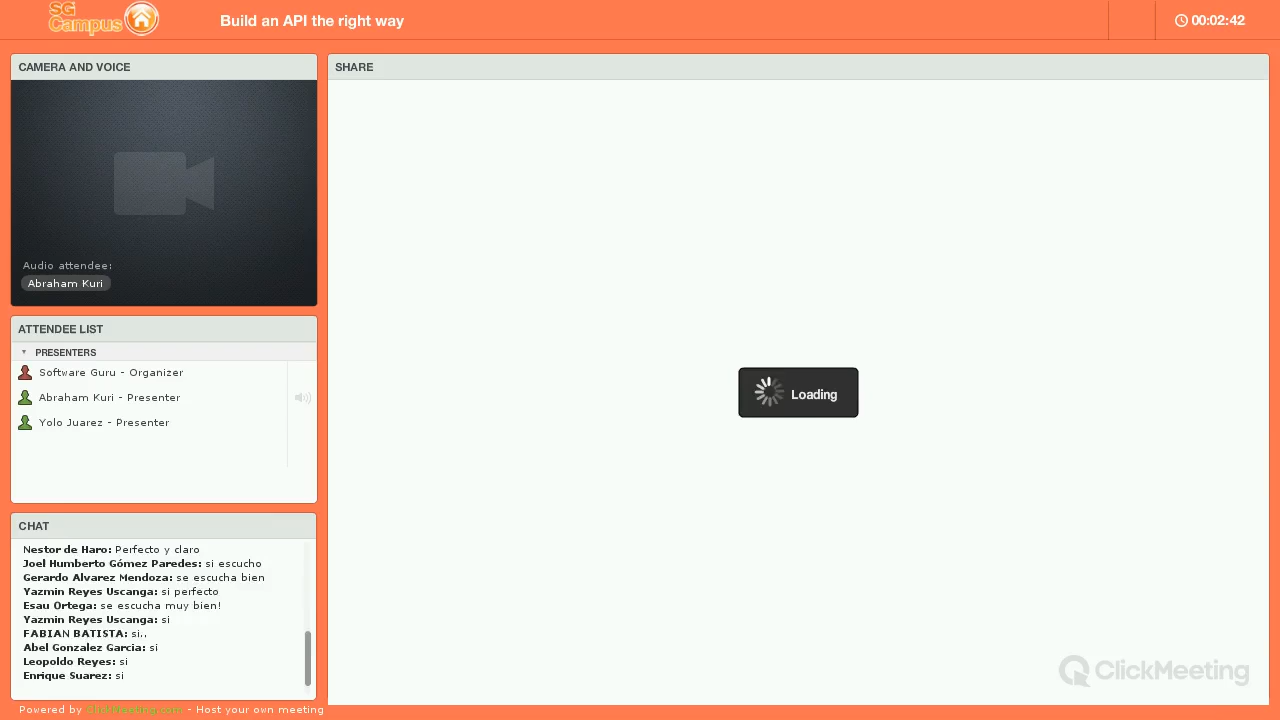 SG
Campus
Build an API the right way
00:02:42
CAMERA AND VOICE
Audio attendee:
Abraham Kuri
ATTENDEE LIST
PRESENTERS
Software Guru - Organizer
Abraham Kuri - Presenter
Yolo Juarez - Presenter
CHAT
Nestor de Haro: Perfecto y claro
Joel Humberto Gómez Paredes: si escucho
Gerardo Alvarez Mendoza: se escucha bien
Yazmin Reyes Uscanga: si perfecto
Esau Ortega: se escucha muy bien!
Yazmin Reyes Uscanga: si
FABIAN BATISTA: si..
Abel Gonzalez Garcia: si
Leopoldo Reyes: si
Enrique Suarez: si
Powered by ClickMeeting.com - Host your own meeting
SHARE
Loading
ClickMeeting